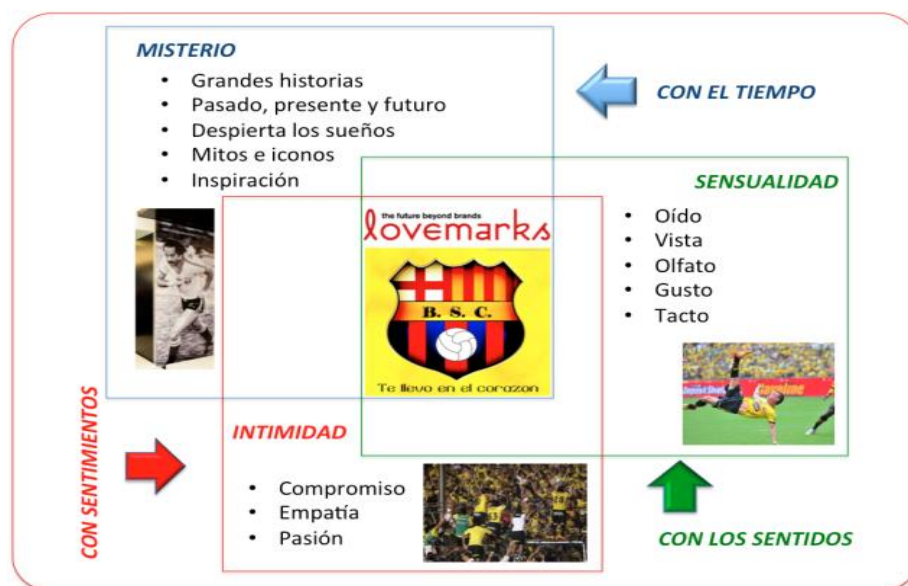 MISTERIO
• Grandes historias
• Pasado, presente y futuro
• Despierta los sueños
• Mitos e iconos
• Inspiración
CON EL TIEMPO
SENSUALIDAD
• Oído
• Vista
• Olfato
• Gusto
• Tacto
the future beyond brands
lovemarks
B. S. C.
Te llevo en el corazon
CON SENTIMIENTOS
INTIMIDAD
• Compromiso
• Empatía
• Pasión
CON LOS SENTIDOS